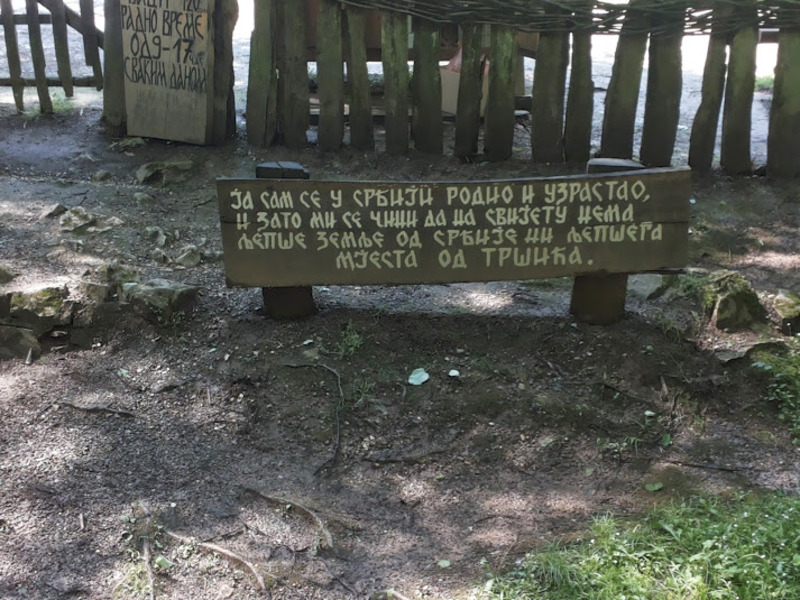 РАДНО ВРЕМЕ
ОД 9-17
СВАКИМ ДАНОМ
ЈА САМ СЕ У СРБИЈИ РОДИО И УЗРАСТАО,
И ЗАТО МИ СЕ ЧИНИ ДА НА СВИЈЕТУ НЕМА
ЉЕПШЕ ЗЕМЉЕ ОД СРБИЈЕ НИ ЉЕПШЕГА
МЈЕСТА ОД ТРШИЋА.